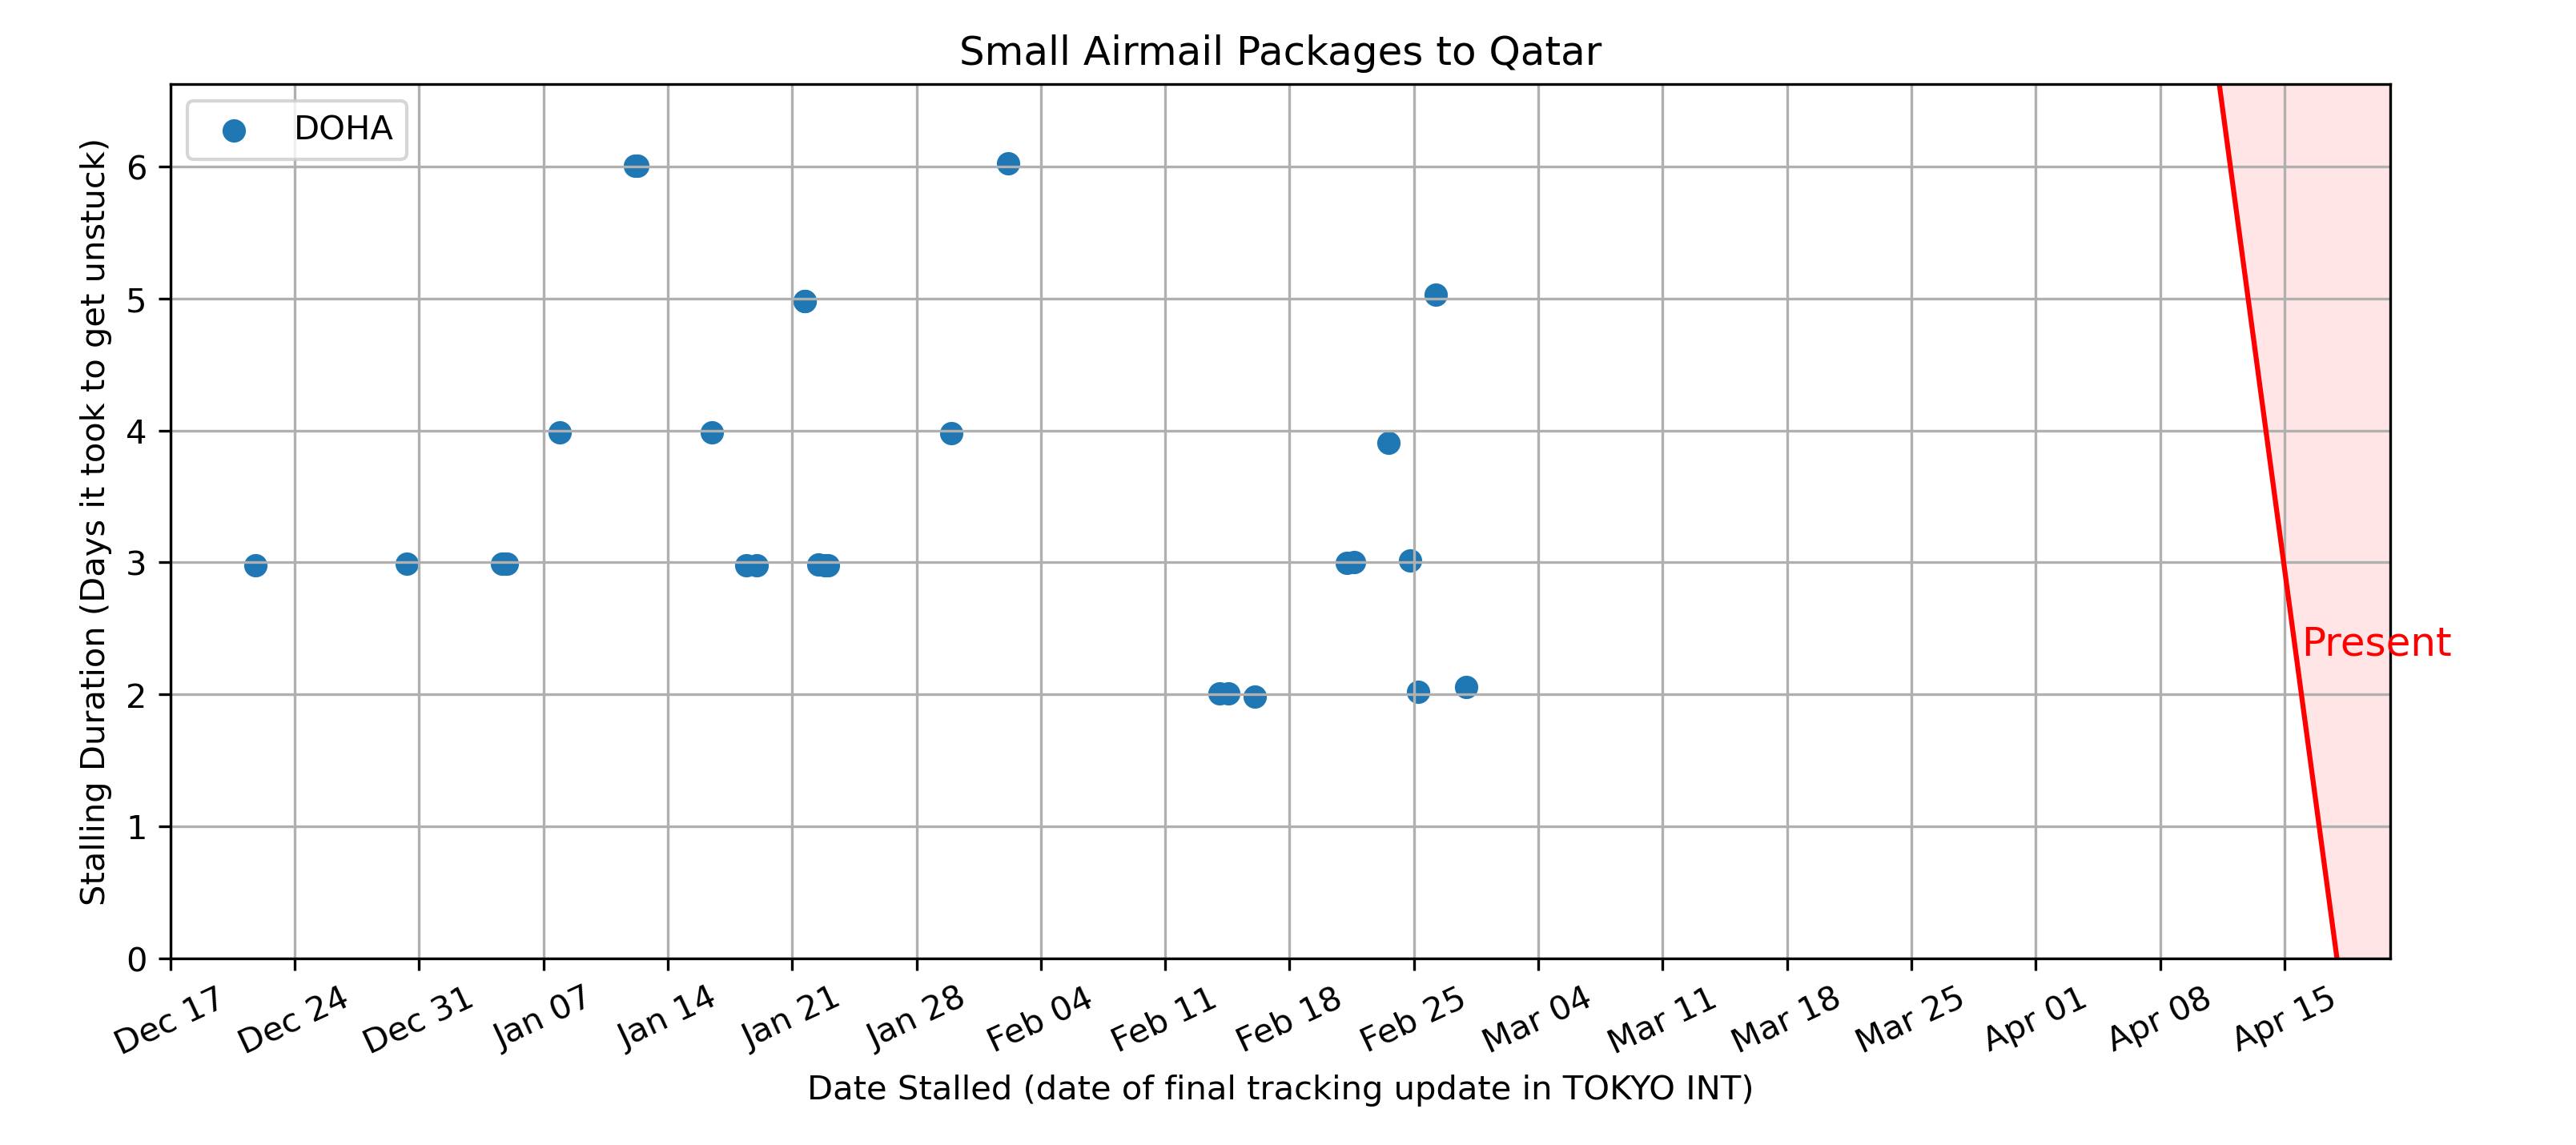 Small Airmail Packages to Qatar
DOHA
Stalling Duration (Days it took to get unstuck)
6
5
4
3
2
1
0
Present
Dec 17 Dec 24 Dec 31 Jan 07 Jan 14 Jan 21 Jan 28 Feb 04 Feb 11 Feb 18 Feb 25 Mar 04 Mar 11 Mar 18 Mar 25 Apr 01 Apr 08 Apr 15
Date Stalled (date of final tracking update in TOKYO INT)